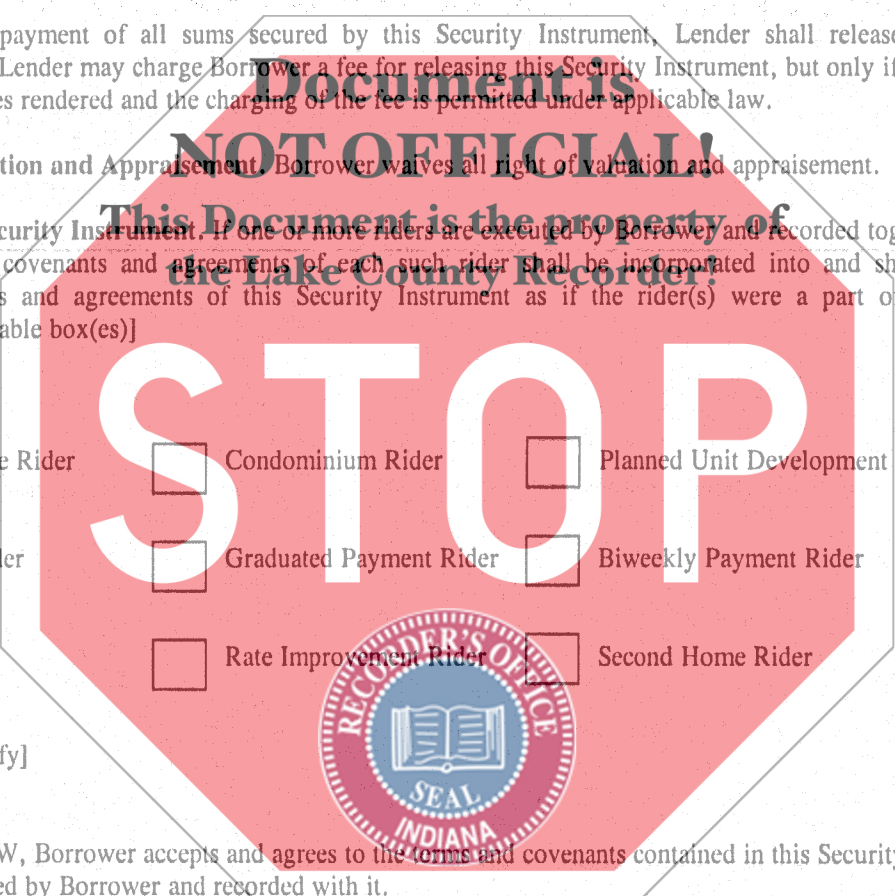 payment of all sums secured by this Security Instrument, Lender shall release
Lender may charge Borrower a fee for releasing this Security Instrument, but only if
es rendered and the charging of the fee is permitted under applicable law.
Document is
NOT OFFICIAL!
tion and Appraisement. Borrower waives all right of valuation and appraisement.
This Document is the property of
the Lake County Recorder!
curity Instrument. If one or more riders are executed by Borrower and recorded tog
covenants and agreements of each such rider shall be incorporated into and sh
s and agreements of this Security Instrument as if the rider(s) were a part o
able box(es)]
STOP
e Rider Condominium Rider Planned Unit Development
der Graduated Payment Rider Biweekly Payment Rider
Rate Improvement Rider Second Home Rider
RECORDER'S OFFICE
SEAL
INDIANA
fy]
W, Borrower accepts and agrees to the terms and covenants contained in this Security
ed by Borrower and recorded with it.